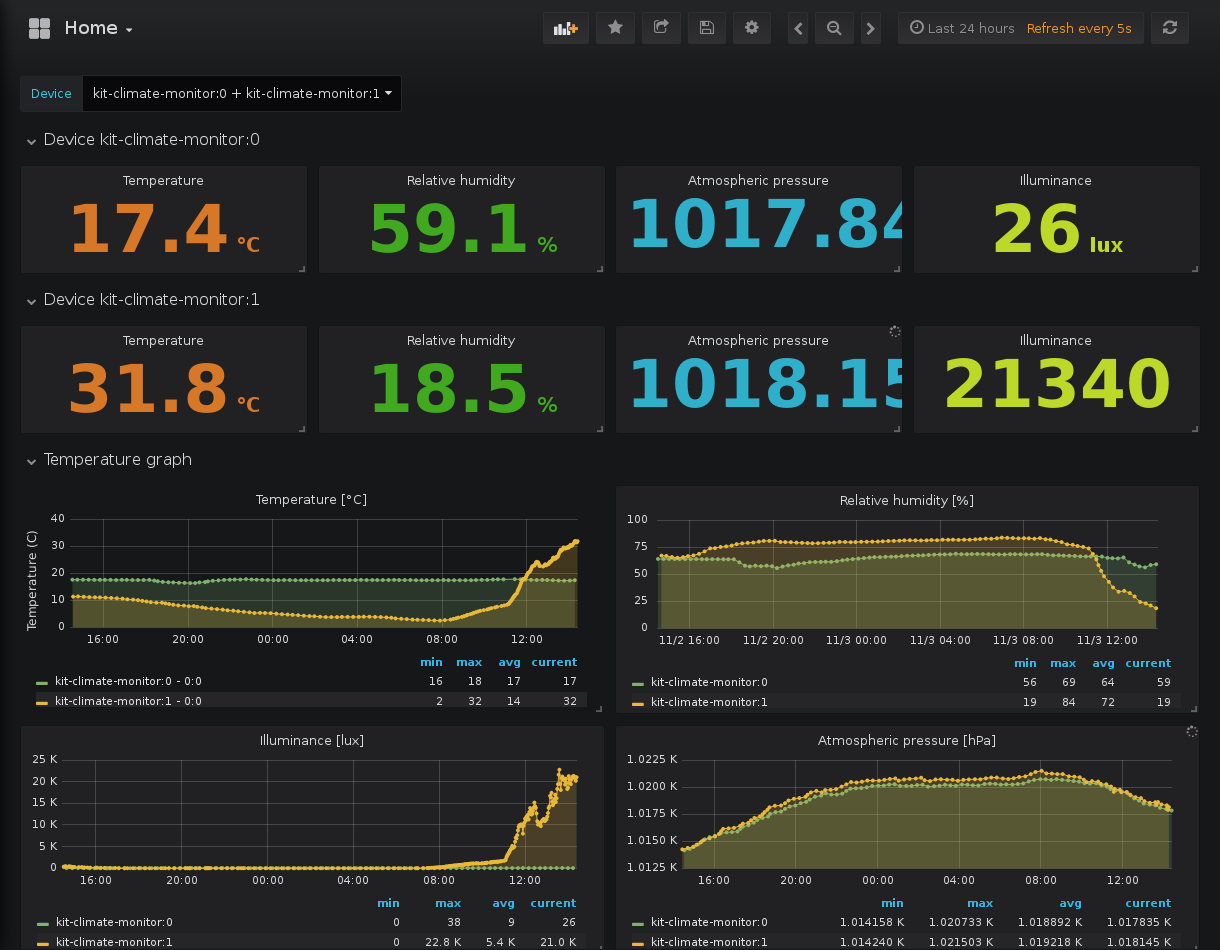 Home
Last 24 hours Refresh every 5s
Device kit-climate-monitor:0 + kit-climate-monitor:1
Device kit-climate-monitor:0
Temperature Relative humidity Atmospheric pressure Illuminance
17.4 °C 59.1 % 1017.84 26 lux
Device kit-climate-monitor:1
Temperature Relative humidity Atmospheric pressure Illuminance
31.8 °C 18.5 % 1018.15 21340
Temperature graph
Temperature [°C]
Temperature (C)
40
30
20
10
0
16:00 20:00 00:00 04:00 08:00 12:00
min max avg current
kit-climate-monitor:0 - 0:0 16 18 17 17
kit-climate-monitor:1 - 0:0 2 32 14 32
Relative humidity [%]
100
75
50
25
0
11/2 16:00 11/2 20:00 11/3 00:00 11/3 04:00 11/3 08:00 11/3 12:00
min max avg current
kit-climate-monitor:0 56 69 64 59
kit-climate-monitor:1 19 84 72 19
Illuminance [lux]
25 K
20 K
15 K
10 K
5 K
0
16:00 20:00 00:00 04:00 08:00 12:00
min max avg current
kit-climate-monitor:0 0 38 9 26
kit-climate-monitor:1 0 22.8 K 5.4 K 21.0 K
Atmospheric pressure [hPa]
1.0225 K
1.0200 K
1.0175 K
1.0150 K
1.0125 K
16:00 20:00 00:00 04:00 08:00 12:00
min max avg current
kit-climate-monitor:0 1.014158 K 1.020733 K 1.018892 K 1.017835 K
kit-climate-monitor:1 1.014240 K 1.021503 K 1.019218 K 1.018145 K